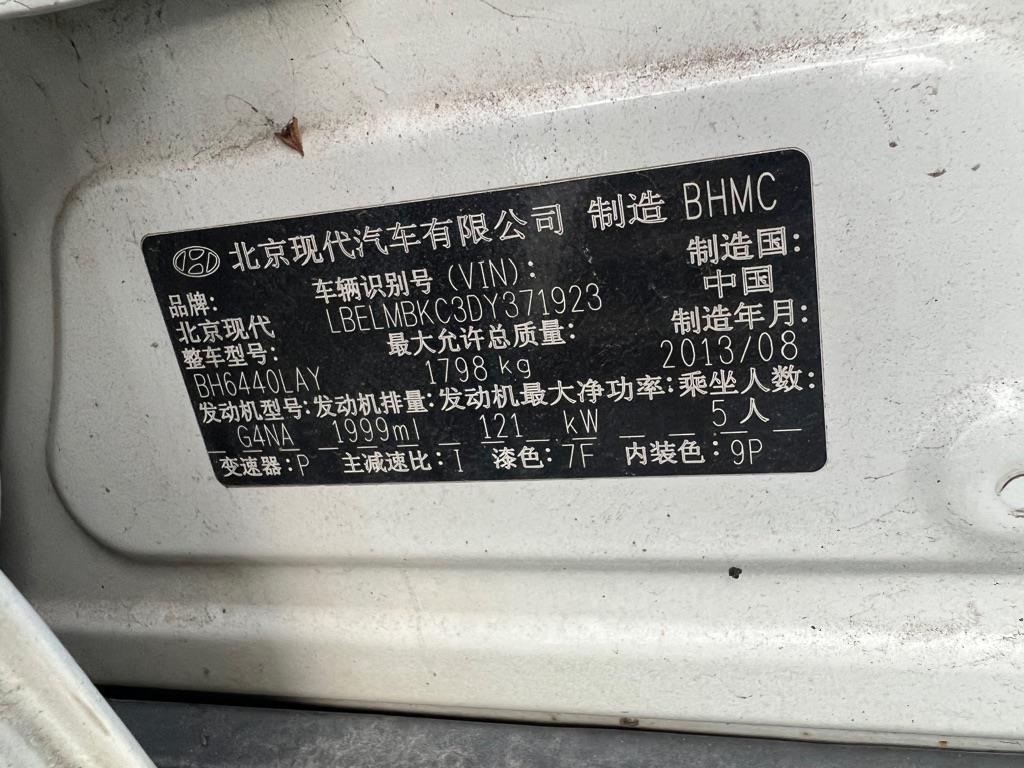 北京现代汽车有限公司 制造 BHMC
品牌: 车辆识别号 (VIN): 制造国:
北京现代 LBELMBKC3DY371923 中国
整车型号: 最大允许总质量: 制造年月:
BH6440LAY 1798 kg 2013/08
发动机型号: 发动机排量: 发动机最大净功率: 乘坐人数:
G4NA 1999ml 121 kW 5 人
变速器: P 主减速比: I 漆色: 7F 内装色: 9P